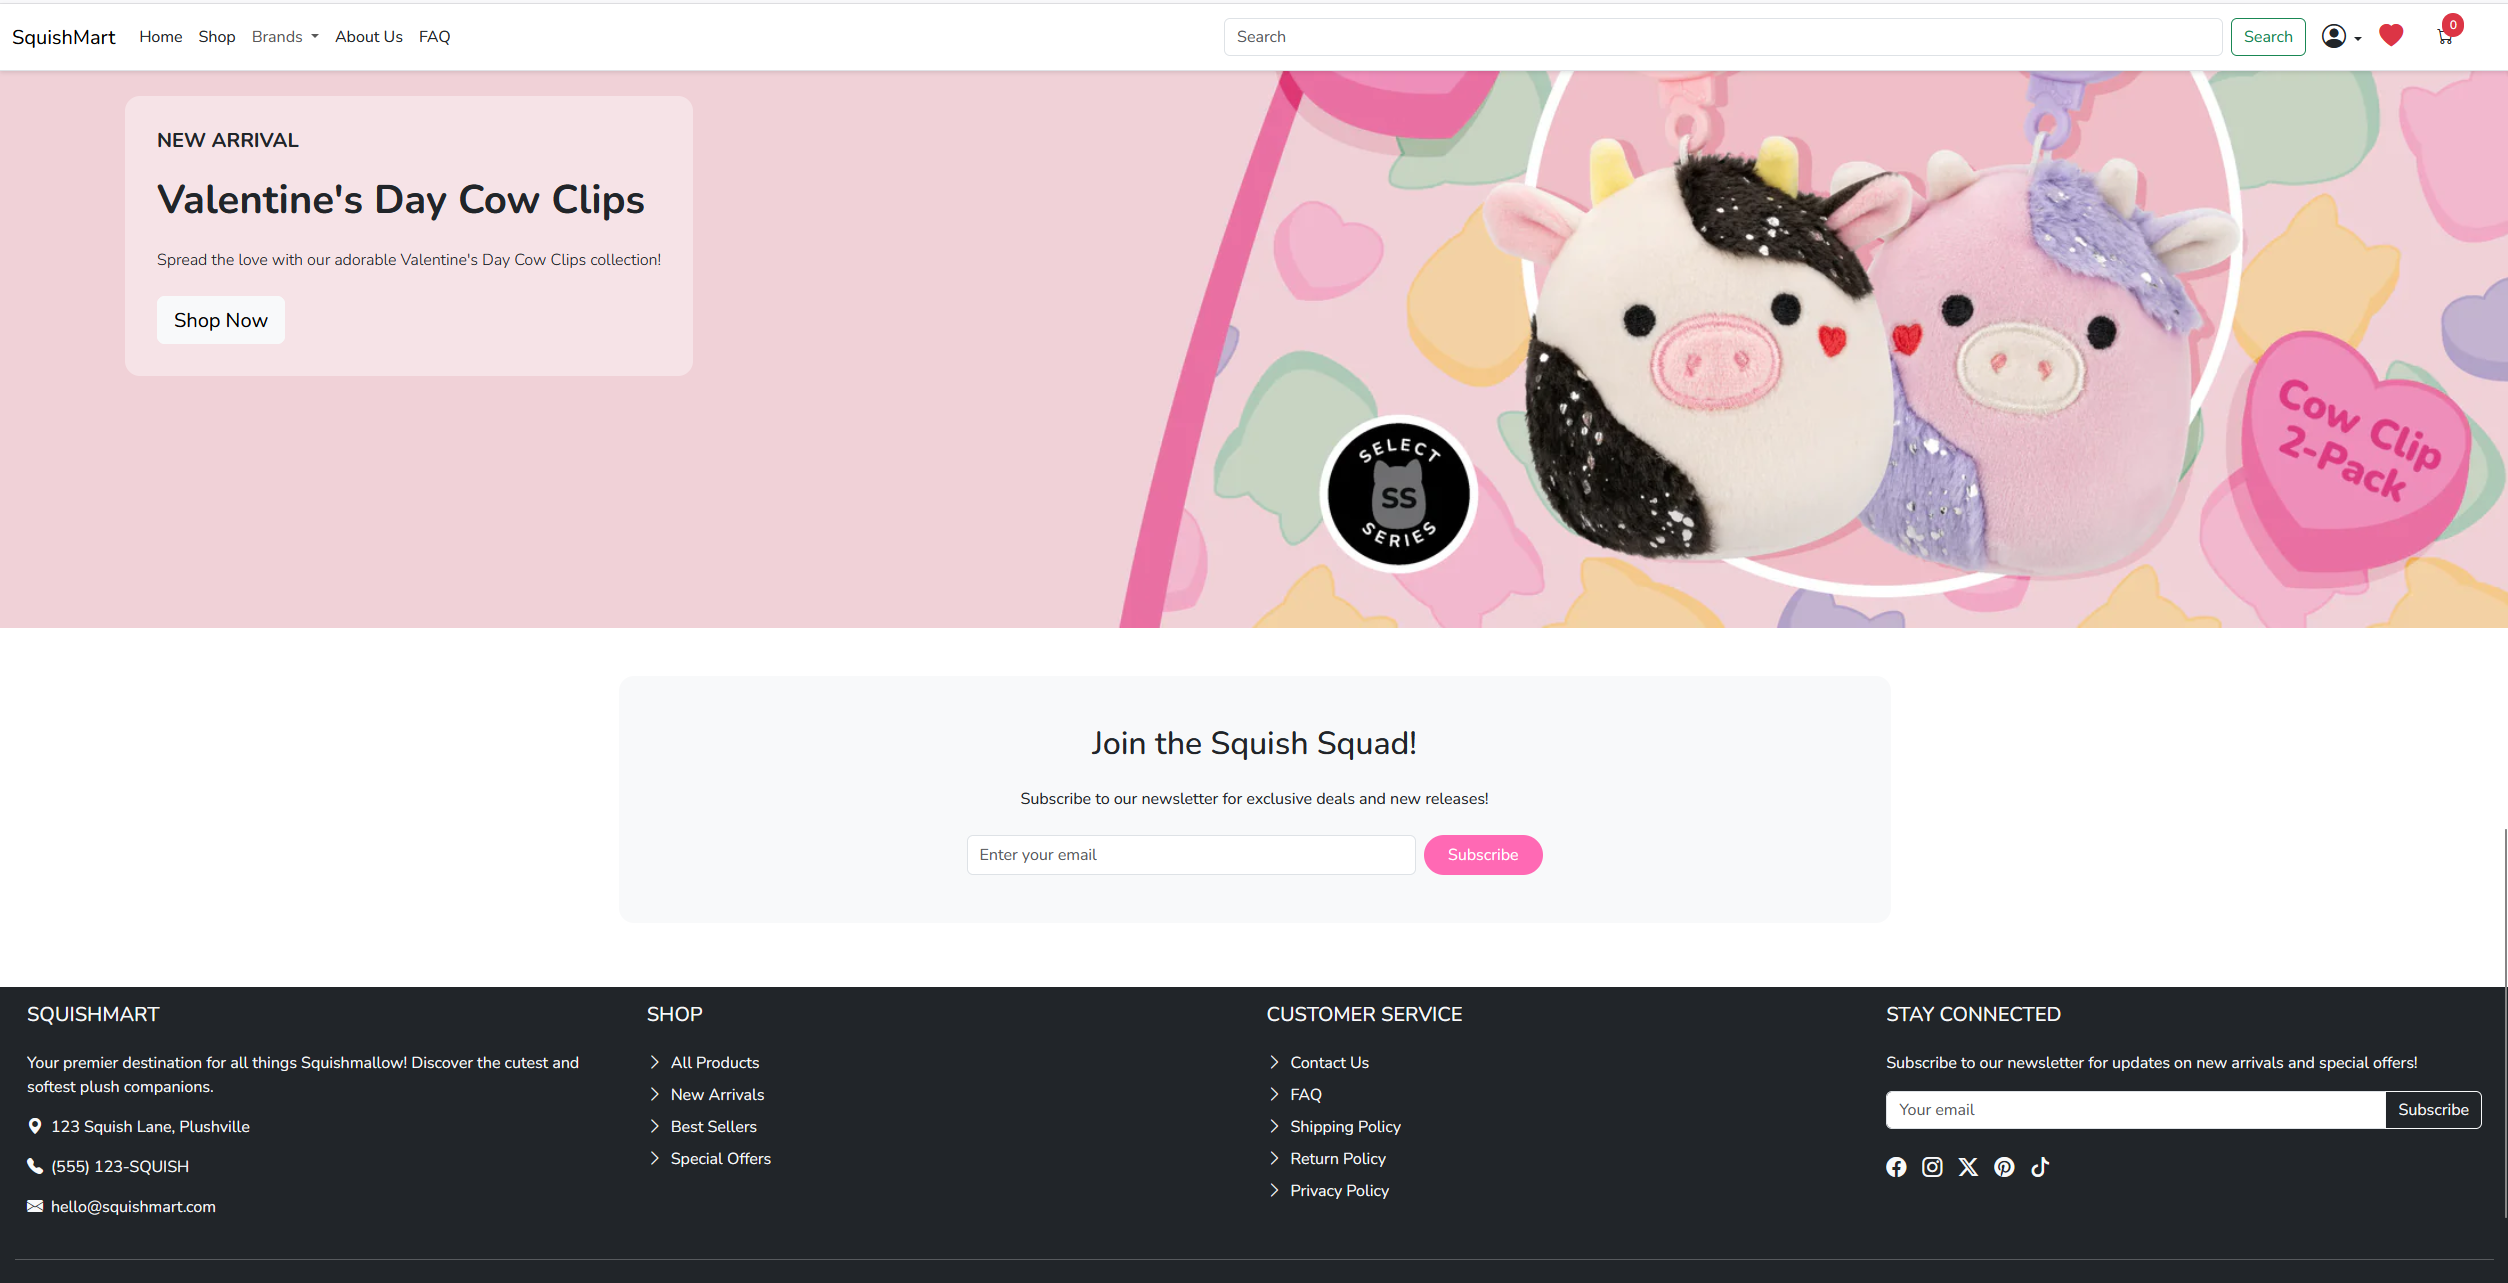 SquishMart Home Shop Brands About Us FAQ Search Search 0
NEW ARRIVAL
Valentine's Day Cow Clips
Spread the love with our adorable Valentine's Day Cow Clips collection!
Shop Now
SELECT
SS
SERIES
Cow Clip
2-Pack
Join the Squish Squad!
Subscribe to our newsletter for exclusive deals and new releases!
Enter your email Subscribe
SQUISHMART
Your premier destination for all things Squishmallow! Discover the cutest and
softest plush companions.
123 Squish Lane, Plushville
(555) 123-SQUISH
hello@squishmart.com
SHOP
All Products
New Arrivals
Best Sellers
Special Offers
CUSTOMER SERVICE
Contact Us
FAQ
Shipping Policy
Return Policy
Privacy Policy
STAY CONNECTED
Subscribe to our newsletter for updates on new arrivals and special offers!
Your email Subscribe